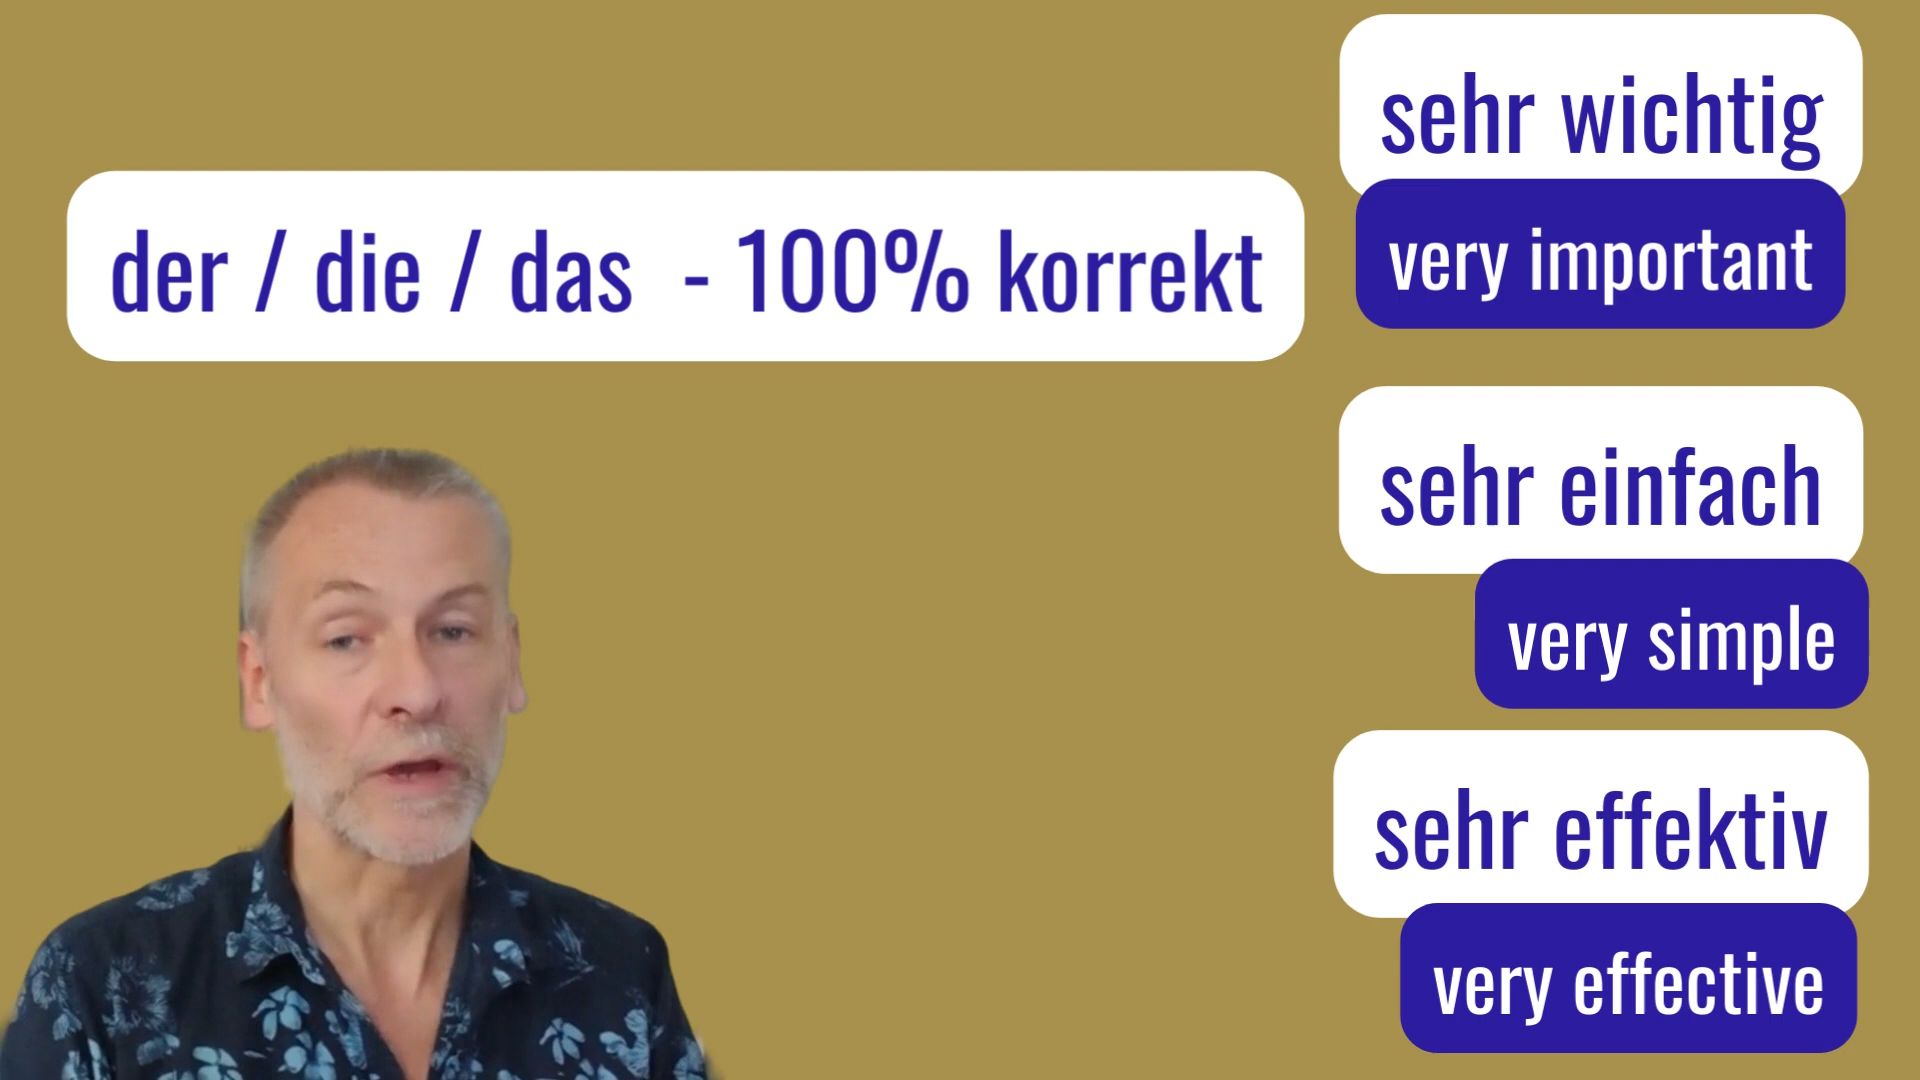 der / die / das - 100% korrekt
sehr wichtig
very important
sehr einfach
very simple
sehr effektiv
very effective